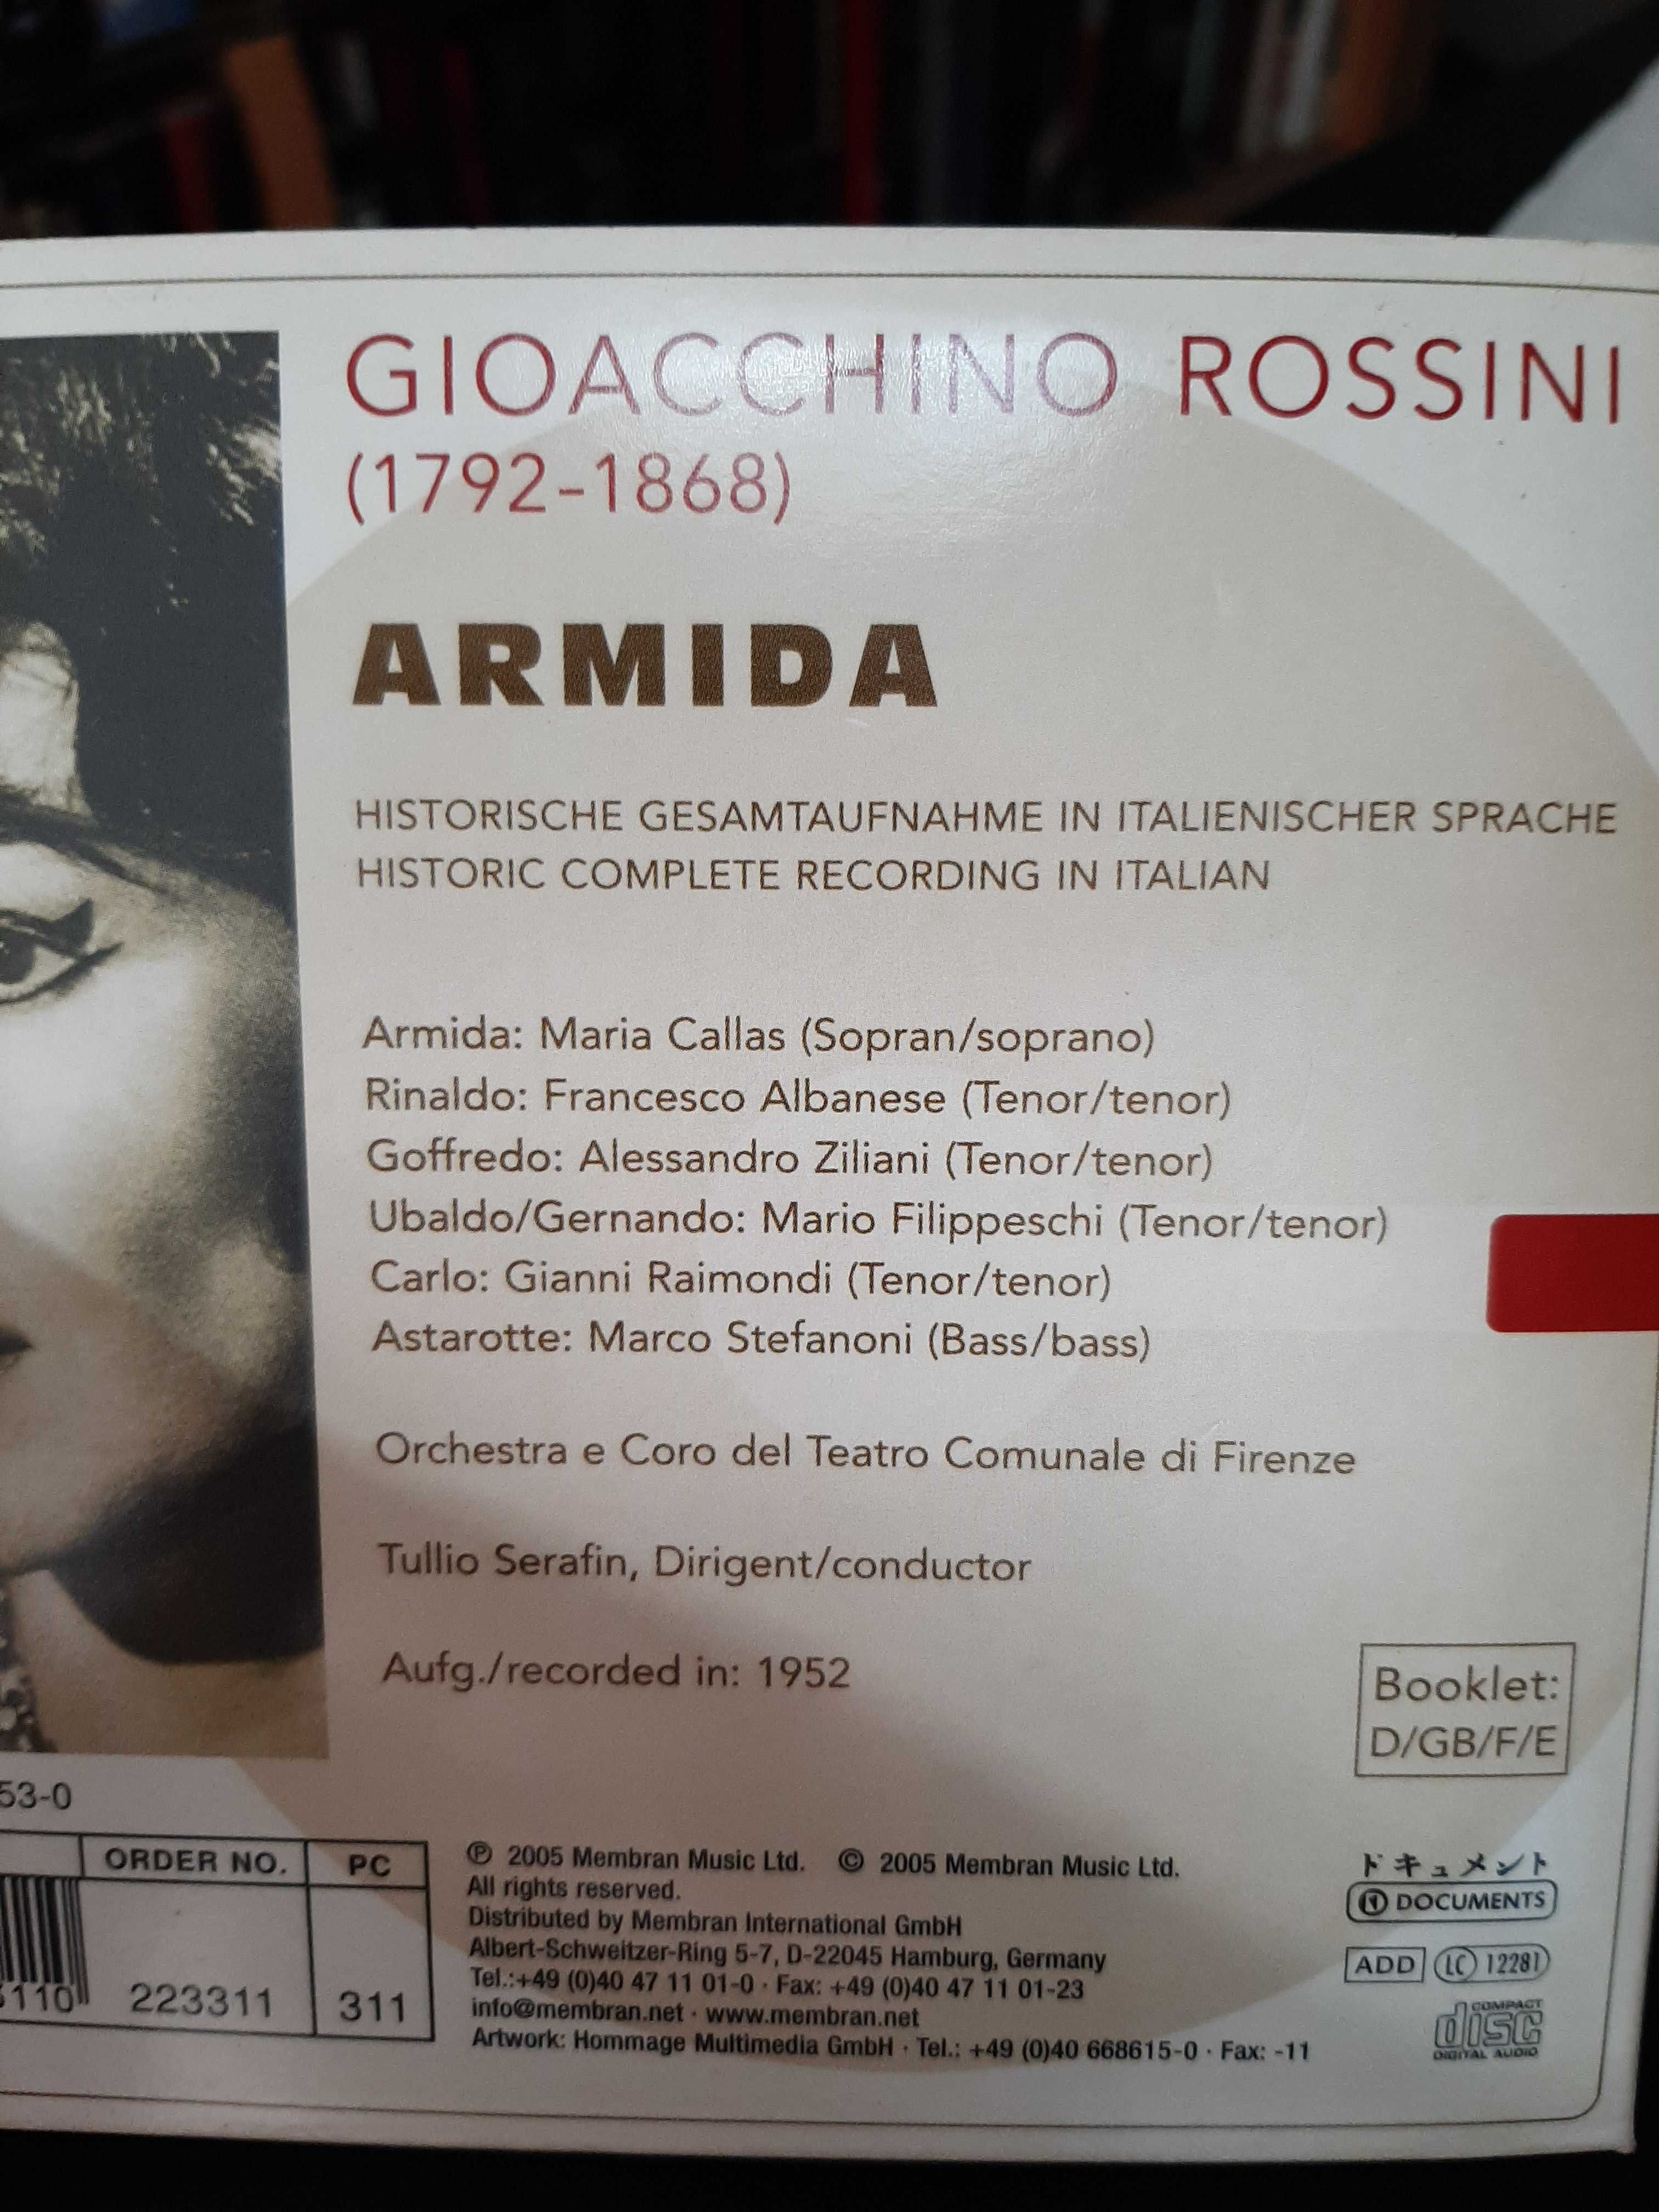 GIOACCHINO ROSSINI
(1792-1868)
ARMIDA
HISTORISCHE GESAMTAUFNAHME IN ITALIENISCHER SPRACHE
HISTORIC COMPLETE RECORDING IN ITALIAN
Armida: Maria Callas (Sopran/soprano)
Rinaldo: Francesco Albanese (Tenor/tenor)
Goffredo: Alessandro Ziliani (Tenor/tenor)
Ubaldo/Gernando: Mario Filippeschi (Tenor/tenor)
Carlo: Gianni Raimondi (Tenor/tenor)
Astarotte: Marco Stefanoni (Bass/bass)
Orchestra e Coro del Teatro Comunale di Firenze
Tullio Serafin, Dirigent/conductor
Aufg./recorded in: 1952
Booklet:
D/GB/F/E
53-0
ORDER NO. PC
110 223311 311
℗ 2005 Membran Music Ltd. © 2005 Membran Music Ltd.
All rights reserved.
Distributed by Membran International GmbH
Albert-Schweitzer-Ring 5-7, D-22045 Hamburg, Germany
Tel.:+49 (0)40 47 11 01-0 · Fax: +49 (0)40 47 11 01-23
info@membran.net · www.membran.net
Artwork: Hommage Multimedia GmbH · Tel.: +49 (0)40 668615-0 · Fax: -11
ドキュメント
DOCUMENTS
ADD LC 12281
COMPACT
disc
DIGITAL AUDIO